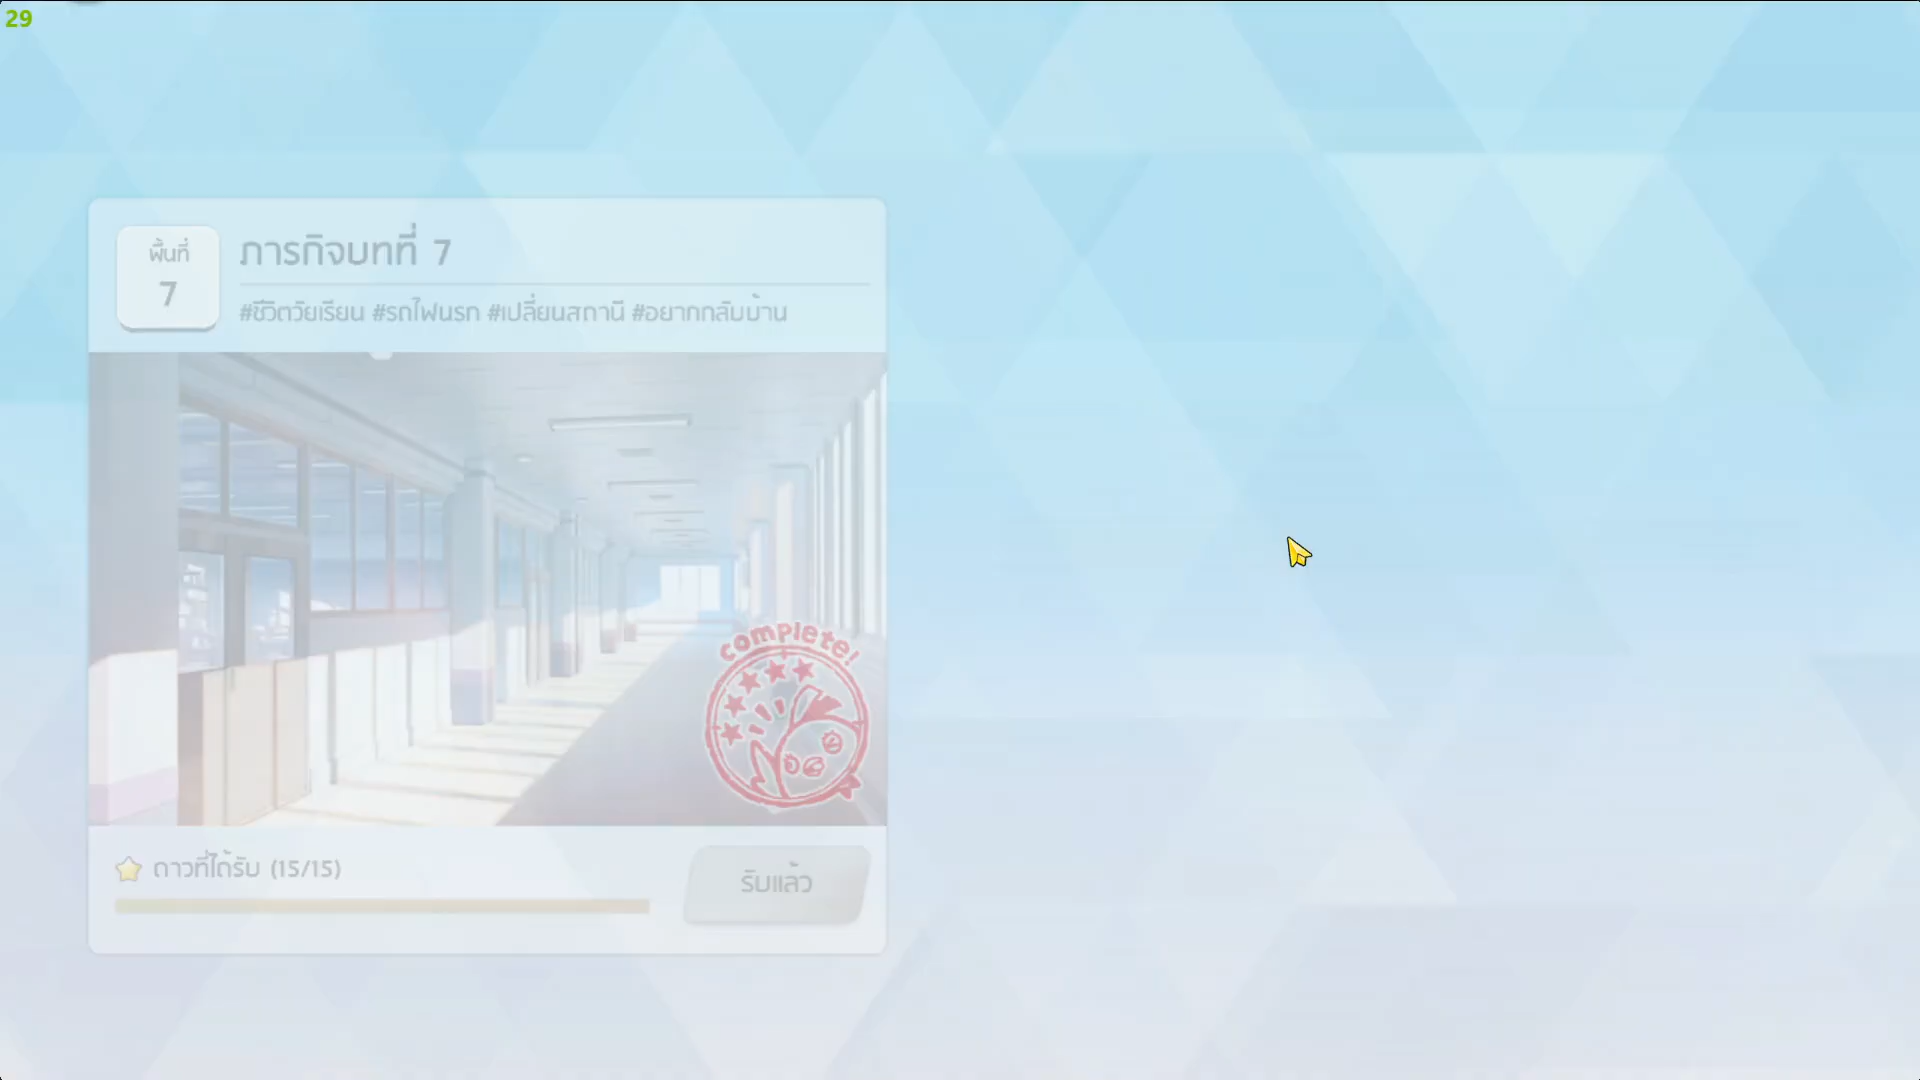 29
พื้นที่
7
ภารกิจบทที่ 7
#ชีวิตวัยเรียน #รถไฟนรก #เปลี่ยนสถานี #อยากกลับบ้าน
complete!
ดาวที่ได้รับ (15/15)
รับแล้ว